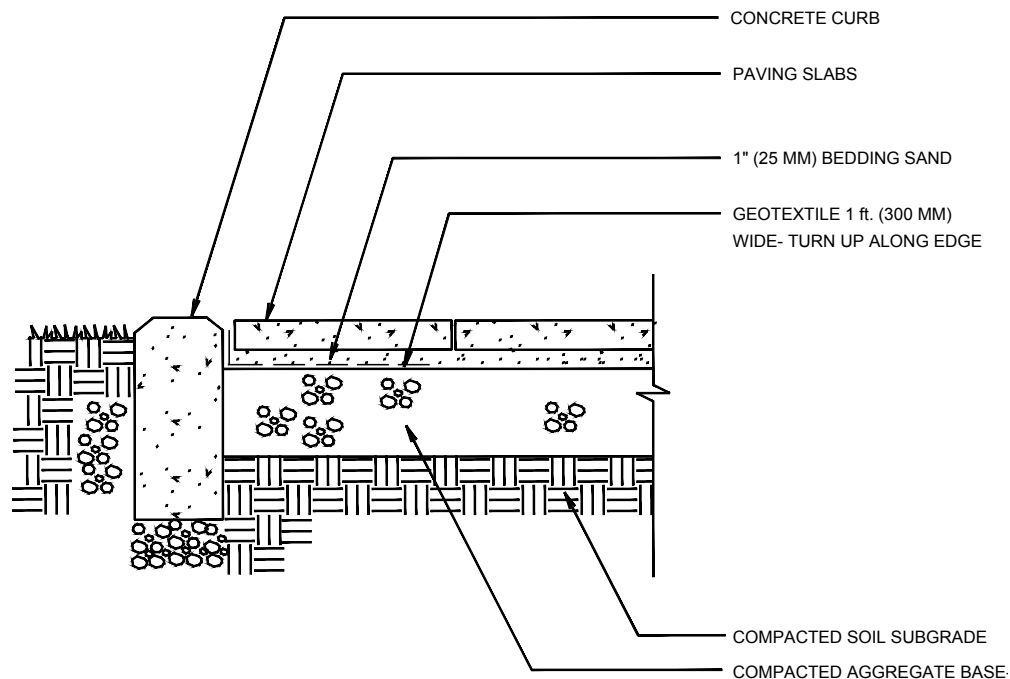 CONCRETE CURB
PAVING SLABS
1" (25 MM) BEDDING SAND
GEOTEXTILE 1 ft. (300 MM)
WIDE- TURN UP ALONG EDGE
COMPACTED SOIL SUBGRADE
COMPACTED AGGREGATE BASE-